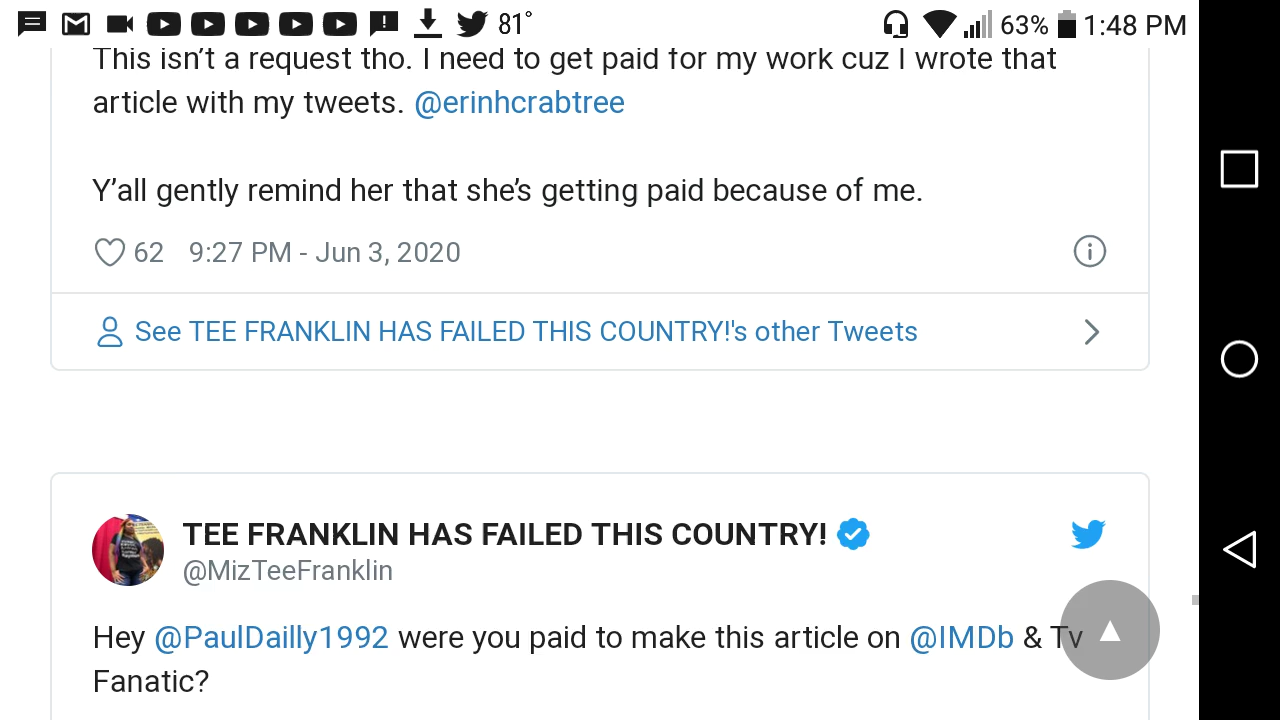 81°
63% 1:48 PM
This isn’t a request tho. I need to get paid for my work cuz I wrote that
article with my tweets. @erinhcrabtree
Y’all gently remind her that she’s getting paid because of me.
62 9:27 PM - Jun 3, 2020
See TEE FRANKLIN HAS FAILED THIS COUNTRY!'s other Tweets
TEE FRANKLIN HAS FAILED THIS COUNTRY!
@MizTeeFranklin
Hey @PaulDailly1992 were you paid to make this article on @IMDb & Tv
Fanatic?